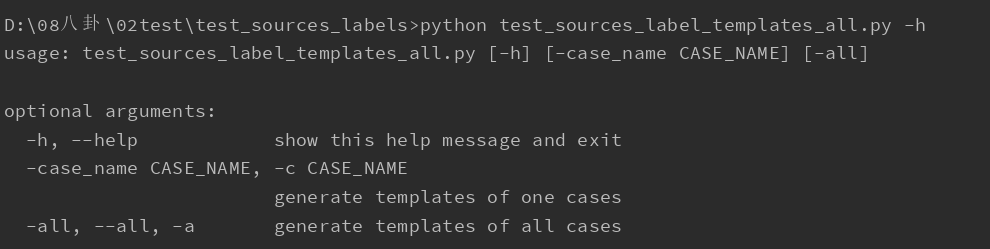 D:\08八卦\02test\test_sources_labels>python test_sources_label_templates_all.py -h
usage: test_sources_label_templates_all.py [-h] [-case_name CASE_NAME] [-all]
optional arguments:
-h, --help show this help message and exit
-case_name CASE_NAME, -c CASE_NAME
generate templates of one cases
-all, --all, -a generate templates of all cases